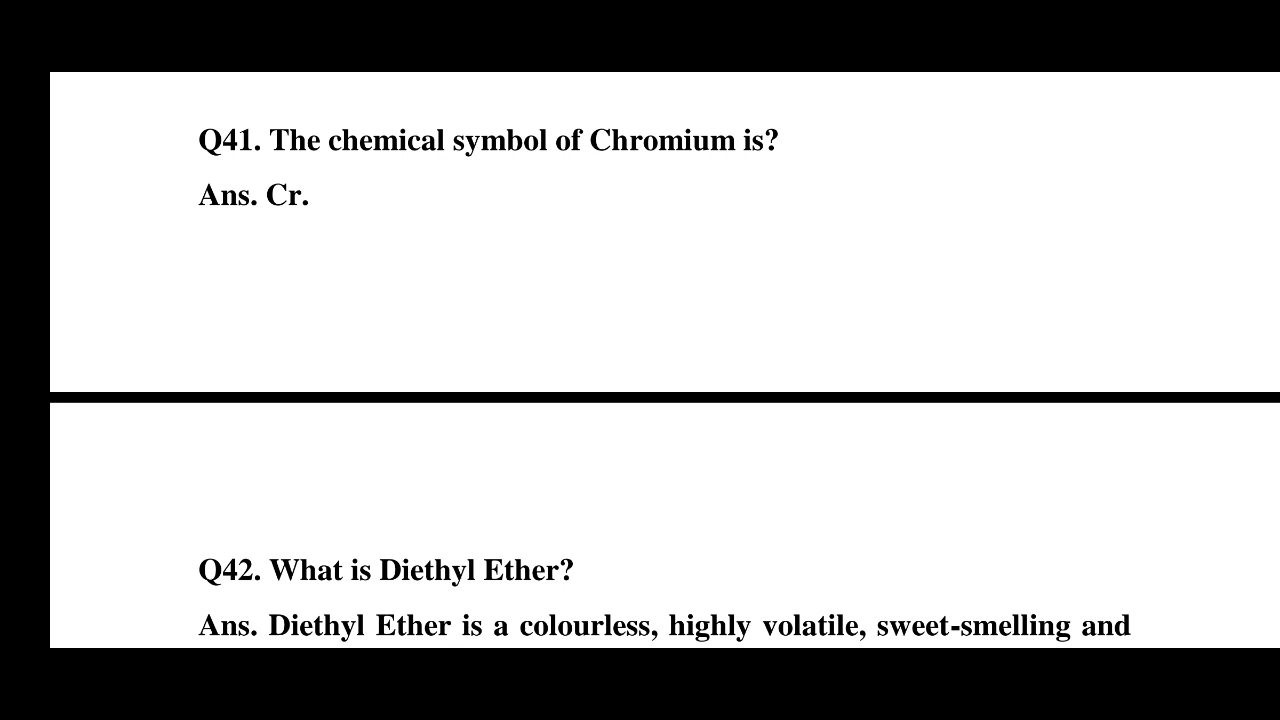 Q41. The chemical symbol of Chromium is?
Ans. Cr.
Q42. What is Diethyl Ether?
Ans. Diethyl Ether is a colourless, highly volatile, sweet-smelling and